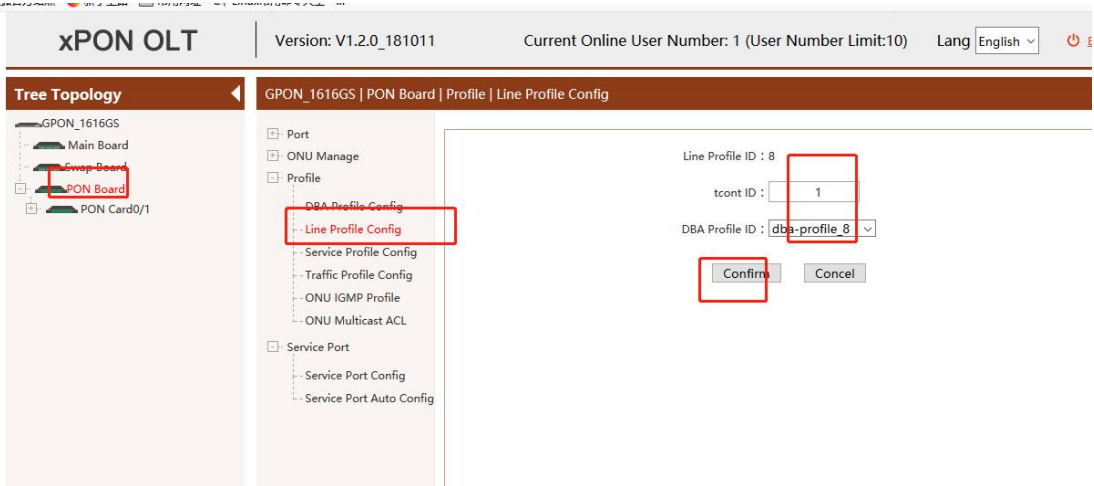 xPON OLT
Version: V1.2.0_181011
Current Online User Number: 1 (User Number Limit:10)
Lang English
Tree Topology
GPON_1616GS | PON Board | Profile | Line Profile Config
GPON_1616GS
Main Board
Swap Board
PON Board
PON Card0/1
Port
ONU Manage
Profile
DBA Profile Config
Line Profile Config
Service Profile Config
Traffic Profile Config
ONU IGMP Profile
ONU Multicast ACL
Service Port
Service Port Config
Service Port Auto Config
Line Profile ID : 8
tcont ID : 1
DBA Profile ID : dba-profile_8
Confirm Concel